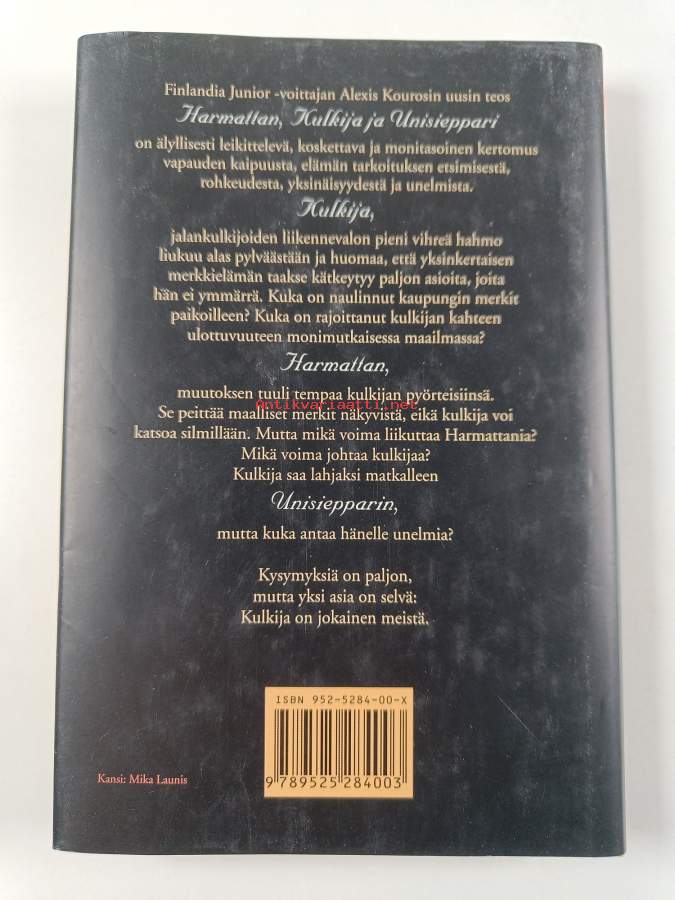 Finlandia Junior -voittajan Alexis Kourosin uusin teos
Harmattan, Kulkija ja Unisieppari
on älyllisesti leikittelevä, koskettava ja monitasoinen kertomus
vapauden kaipuusta, elämän tarkoituksen etsimisestä,
rohkeudesta, yksinäisyydestä ja unelmista.
Kulkija,
jalankulkijoiden liikennevalon pieni vihreä hahmo
liukuu alas pylväästään ja huomaa, että yksinkertaisen
merkkielämän taakse kätkeytyy paljon asioita, joita
hän ei ymmärrä. Kuka on naulinnut kaupungin merkit
paikoilleen? Kuka on rajoittanut kulkijan kahteen
ulottuvuuteen monimutkaisessa maailmassa?
Harmattan,
muutoksen tuuli tempaa kulkijan pyörteisiinsä.
Antikvariaatti.net
Se peittää maalliset merkit näkyvistä, eikä kulkija voi
katsoa silmillään. Mutta mikä voima liikuttaa Harmattania?
Mikä voima johtaa kulkijaa?
Kulkija saa lahjaksi matkalleen
Unisiepparin,
mutta kuka antaa hänelle unelmia?
Kysymyksiä on paljon,
mutta yksi asia on selvä:
Kulkija on jokainen meistä.
ISBN 952-5284-00-X
9 789525 284003
Kansi: Mika Launis